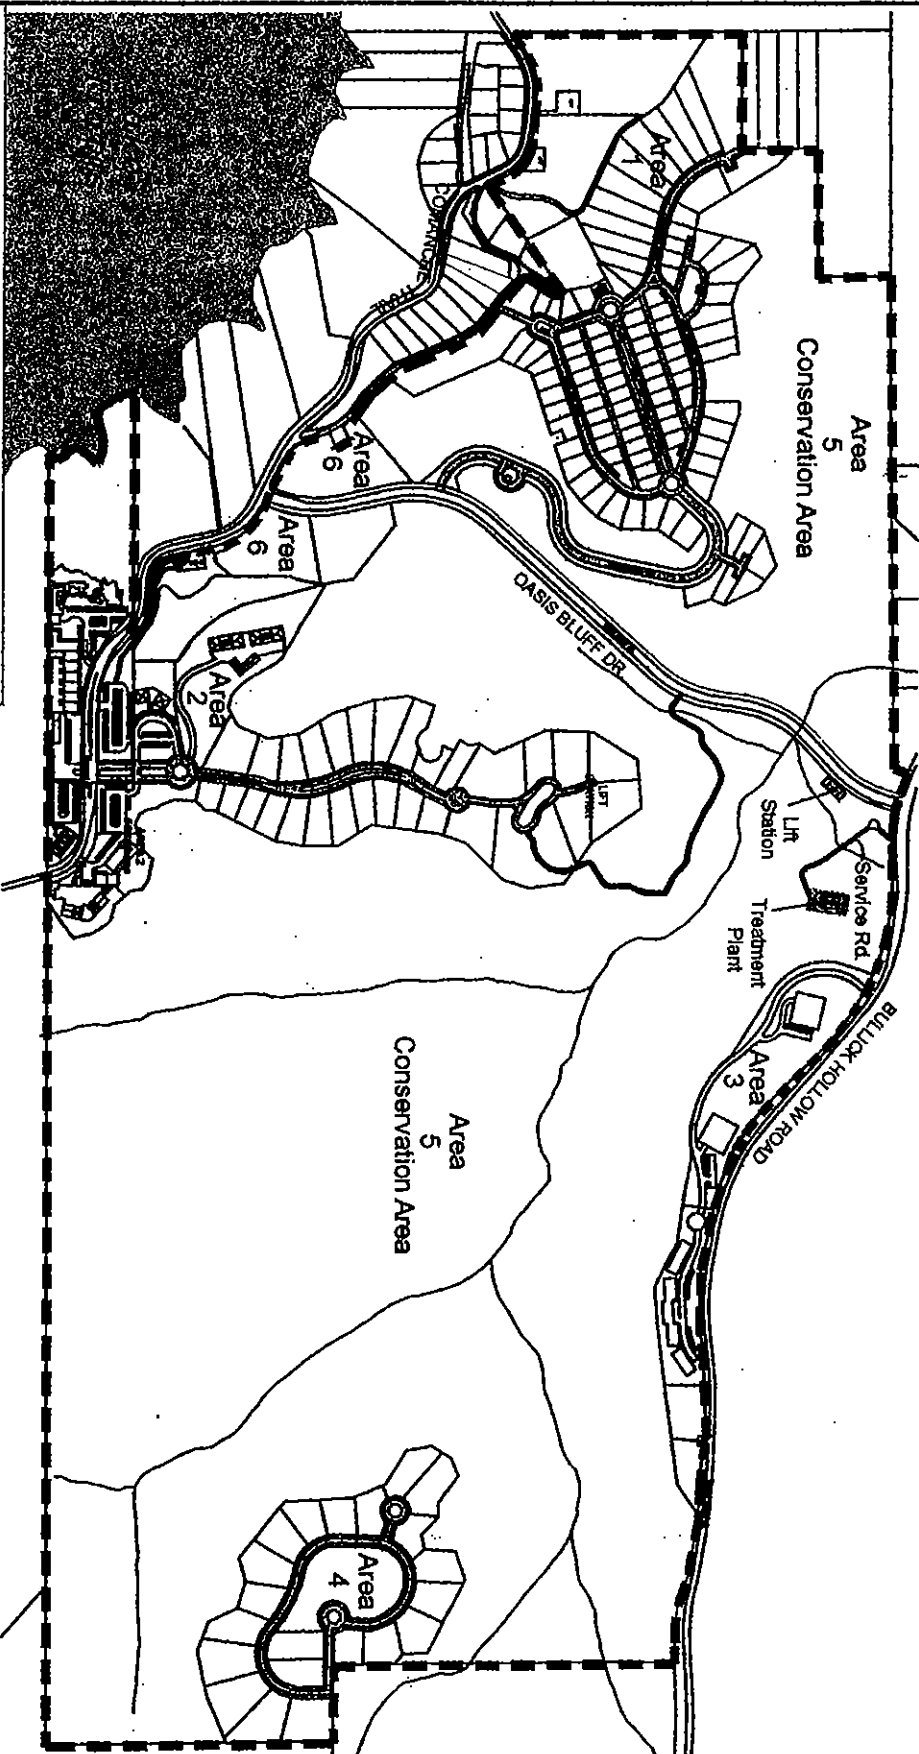 Area
1
Area
5
Conservation Area
COMANCHE TRAIL
Area
6
Area
6
OASIS BLUFF DR
Area
2
LIFT
Lift
Station
Service Rd.
Treatment
Plant
BULLICK HOLLOW ROAD
Area
3
Area
5
Conservation Area
Area
4